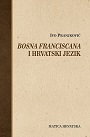 IVO PRANJKOVIĆ
BOSNA FRANCISCANA
I HRVATSKI JEZIK
MATICA HRVATSKA